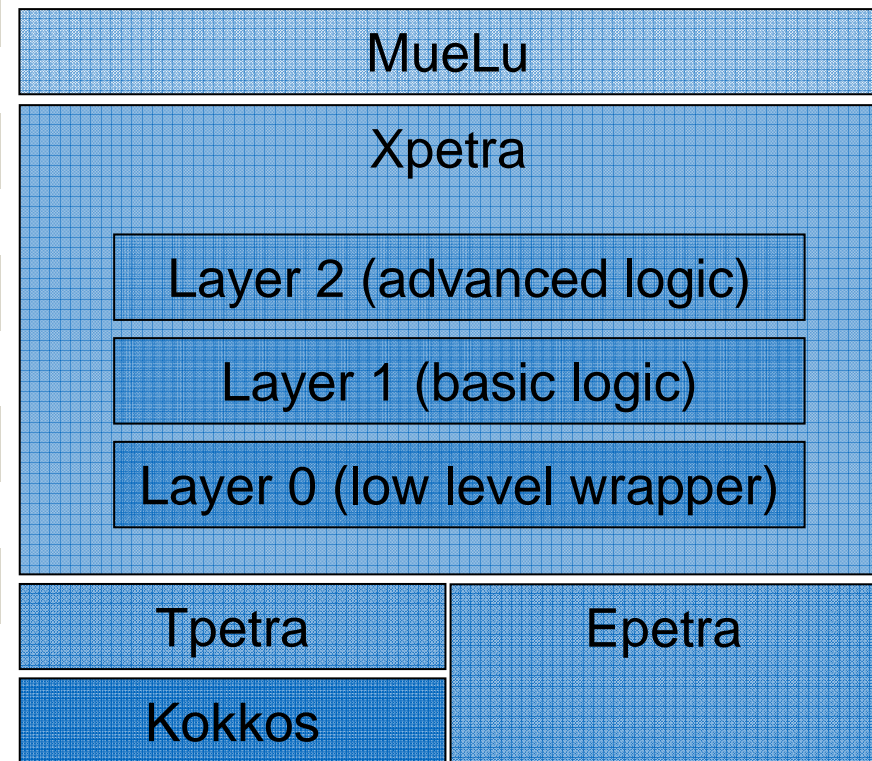 MueLu
Xpetra
Layer 2 (advanced logic)
Layer 1 (basic logic)
Layer 0 (low level wrapper)
Tpetra
Epetra
Kokkos